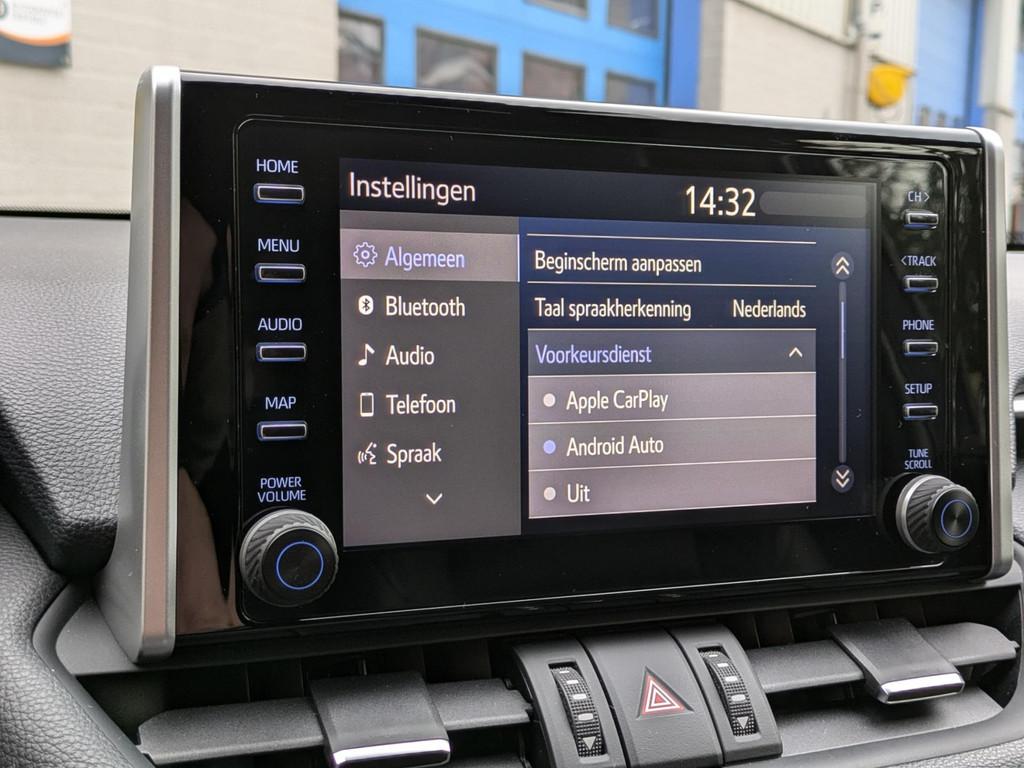 HOME
MENU
AUDIO
MAP
POWER
VOLUME
Instellingen
14:32
Algemeen
Bluetooth
Audio
Telefoon
Spraak
Beginscherm aanpassen
Taal spraakherkenning Nederlands
Voorkeursdienst
Apple CarPlay
Android Auto
Uit
CH>
<TRACK
PHONE
SETUP
TUNE
SCROLL